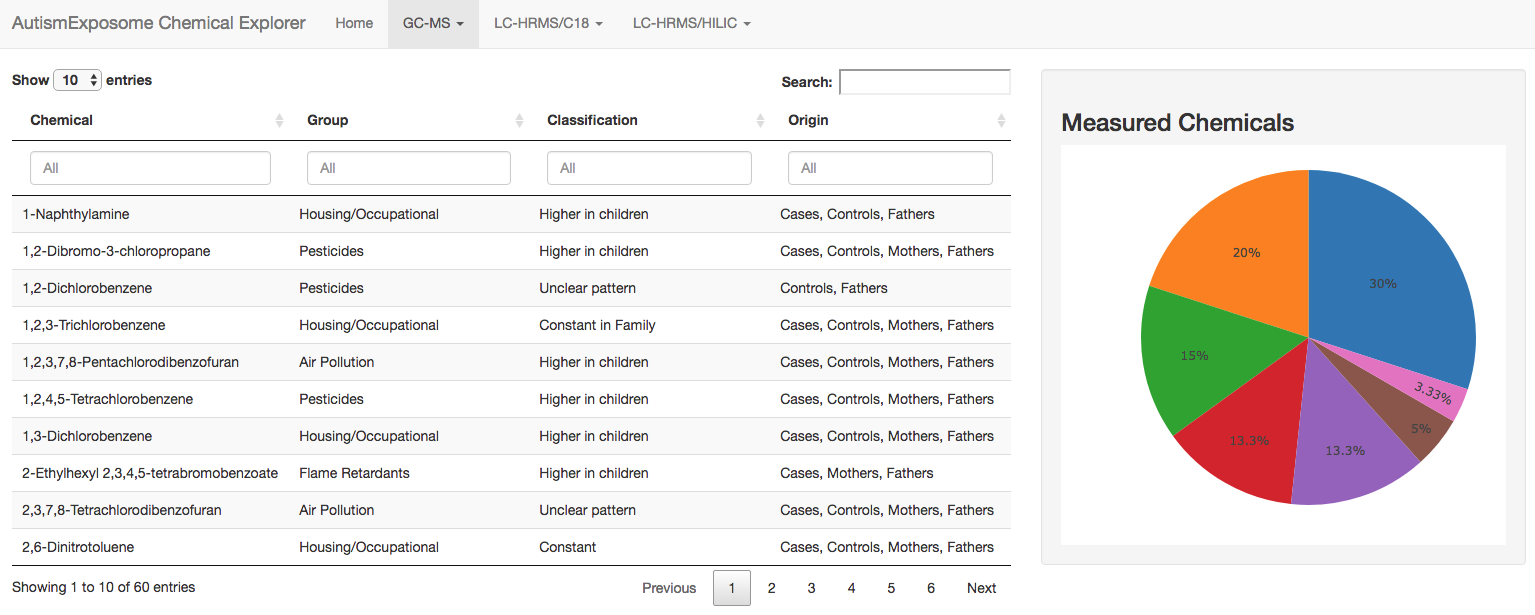 AutismExposome Chemical Explorer Home GC-MS LC-HRMS/C18 LC-HRMS/HILIC
Show 10 entries Search:
Chemical Group Classification Origin
All All All All
1-Naphthylamine Housing/Occupational Higher in children Cases, Controls, Fathers
1,2-Dibromo-3-chloropropane Pesticides Higher in children Cases, Controls, Mothers, Fathers
1,2-Dichlorobenzene Pesticides Unclear pattern Controls, Fathers
1,2,3-Trichlorobenzene Housing/Occupational Constant in Family Cases, Controls, Mothers, Fathers
1,2,3,7,8-Pentachlorodibenzofuran Air Pollution Higher in children Cases, Controls, Mothers, Fathers
1,2,4,5-Tetrachlorobenzene Pesticides Higher in children Cases, Controls, Mothers, Fathers
1,3-Dichlorobenzene Housing/Occupational Higher in children Cases, Controls, Mothers, Fathers
2-Ethylhexyl 2,3,4,5-tetrabromobenzoate Flame Retardants Higher in children Cases, Mothers, Fathers
2,3,7,8-Tetrachlorodibenzofuran Air Pollution Unclear pattern Cases, Controls, Mothers, Fathers
2,6-Dinitrotoluene Housing/Occupational Constant Cases, Controls, Mothers, Fathers
Showing 1 to 10 of 60 entries Previous 1 2 3 4 5 6 Next
Measured Chemicals
20%
30%
15%
3.33%
5%
13.3%
13.3%